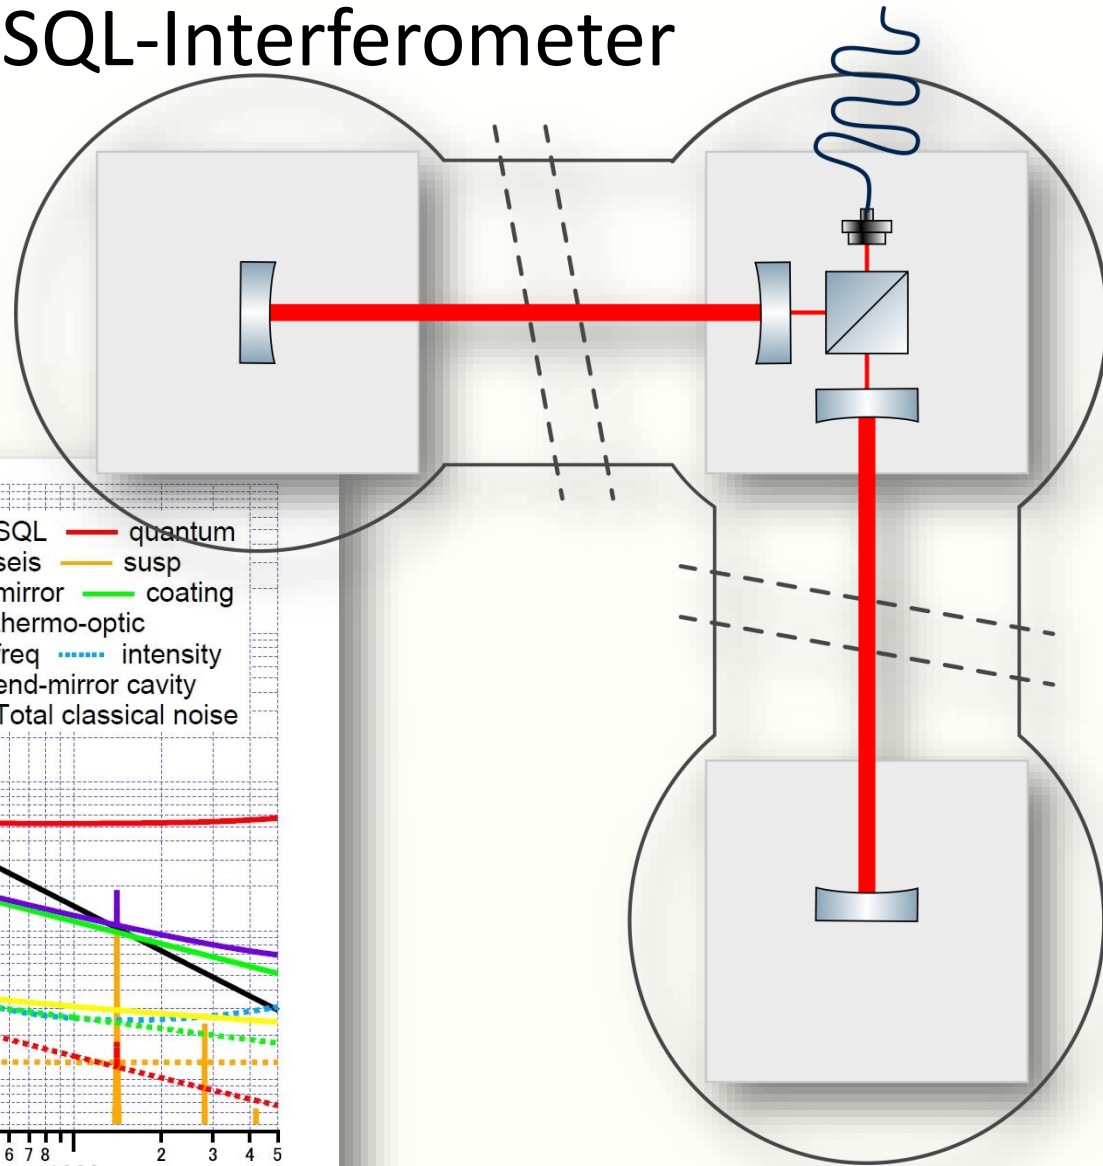 SQL-Interferometer
SQL quantum
seis susp
mirror coating
thermo-optic
freq intensity
end-mirror cavity
Total classical noise
6 7 8 2 3 4 5